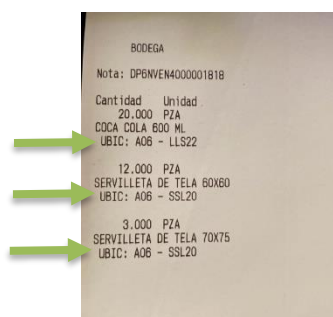 BODEGA
Nota: DP6NVEN4000001818
Cantidad Unidad
20.000 PZA
COCA COLA 600 ML
UBIC: A06 - LLS22
12.000 PZA
SERVILLETA DE TELA 60X60
UBIC: A06 - SSL20
3.000 PZA
SERVILLETA DE TELA 70X75
UBIC: A06 - SSL20